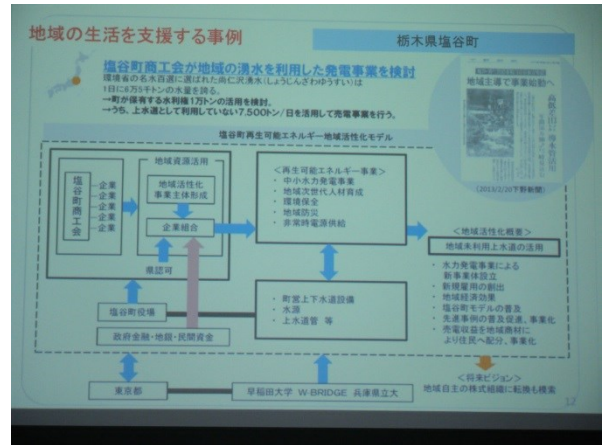 地域の生活を支援する事例
栃木県塩谷町
塩谷町商工会が地域の湧水を利用した発電事業を検討
環境省の名水百選に選ばれた尚仁沢湧水(しょうじんざわゆうすい)は
1日に6万5千トンの水量を誇る。
→町が保有する水利権1万トンの活用を検討。
→うち、上水道として利用していない7,500トン/日を活用して売電事業を行う。
地域主導で事業始動へ
(2013/2/20下野新聞)
塩谷町再生可能エネルギー地域活性化モデル
塩谷町商工会
企業
企業
企業
企業
企業
地域資源活用
地域活性化
事業主体形成
企業組合
県認可
塩谷町役場
政府金融・地銀・民間資金
<再生可能エネルギー事業>
・ 中小水力発電事業
・ 地域次世代人材育成
・ 環境保全
・ 地域防災
・ 非常時電源供給
・ 町営上下水道設備
・ 水源
・ 上水道管 等
<地域活性化概要>
地域未利用上水道の活用
・ 水力発電事業による
新事業体設立
・ 新規雇用の創出
・ 地域経済効果
・ 塩谷町モデルの普及
・ 先進事例の普及促進、事業化
・ 売電収益を地域商材に
より住民へ配分、事業化
東京都
早稲田大学 W-BRIDGE 兵庫県立大
<将来ビジョン>
地域自主の株式組織に転換も模索
12